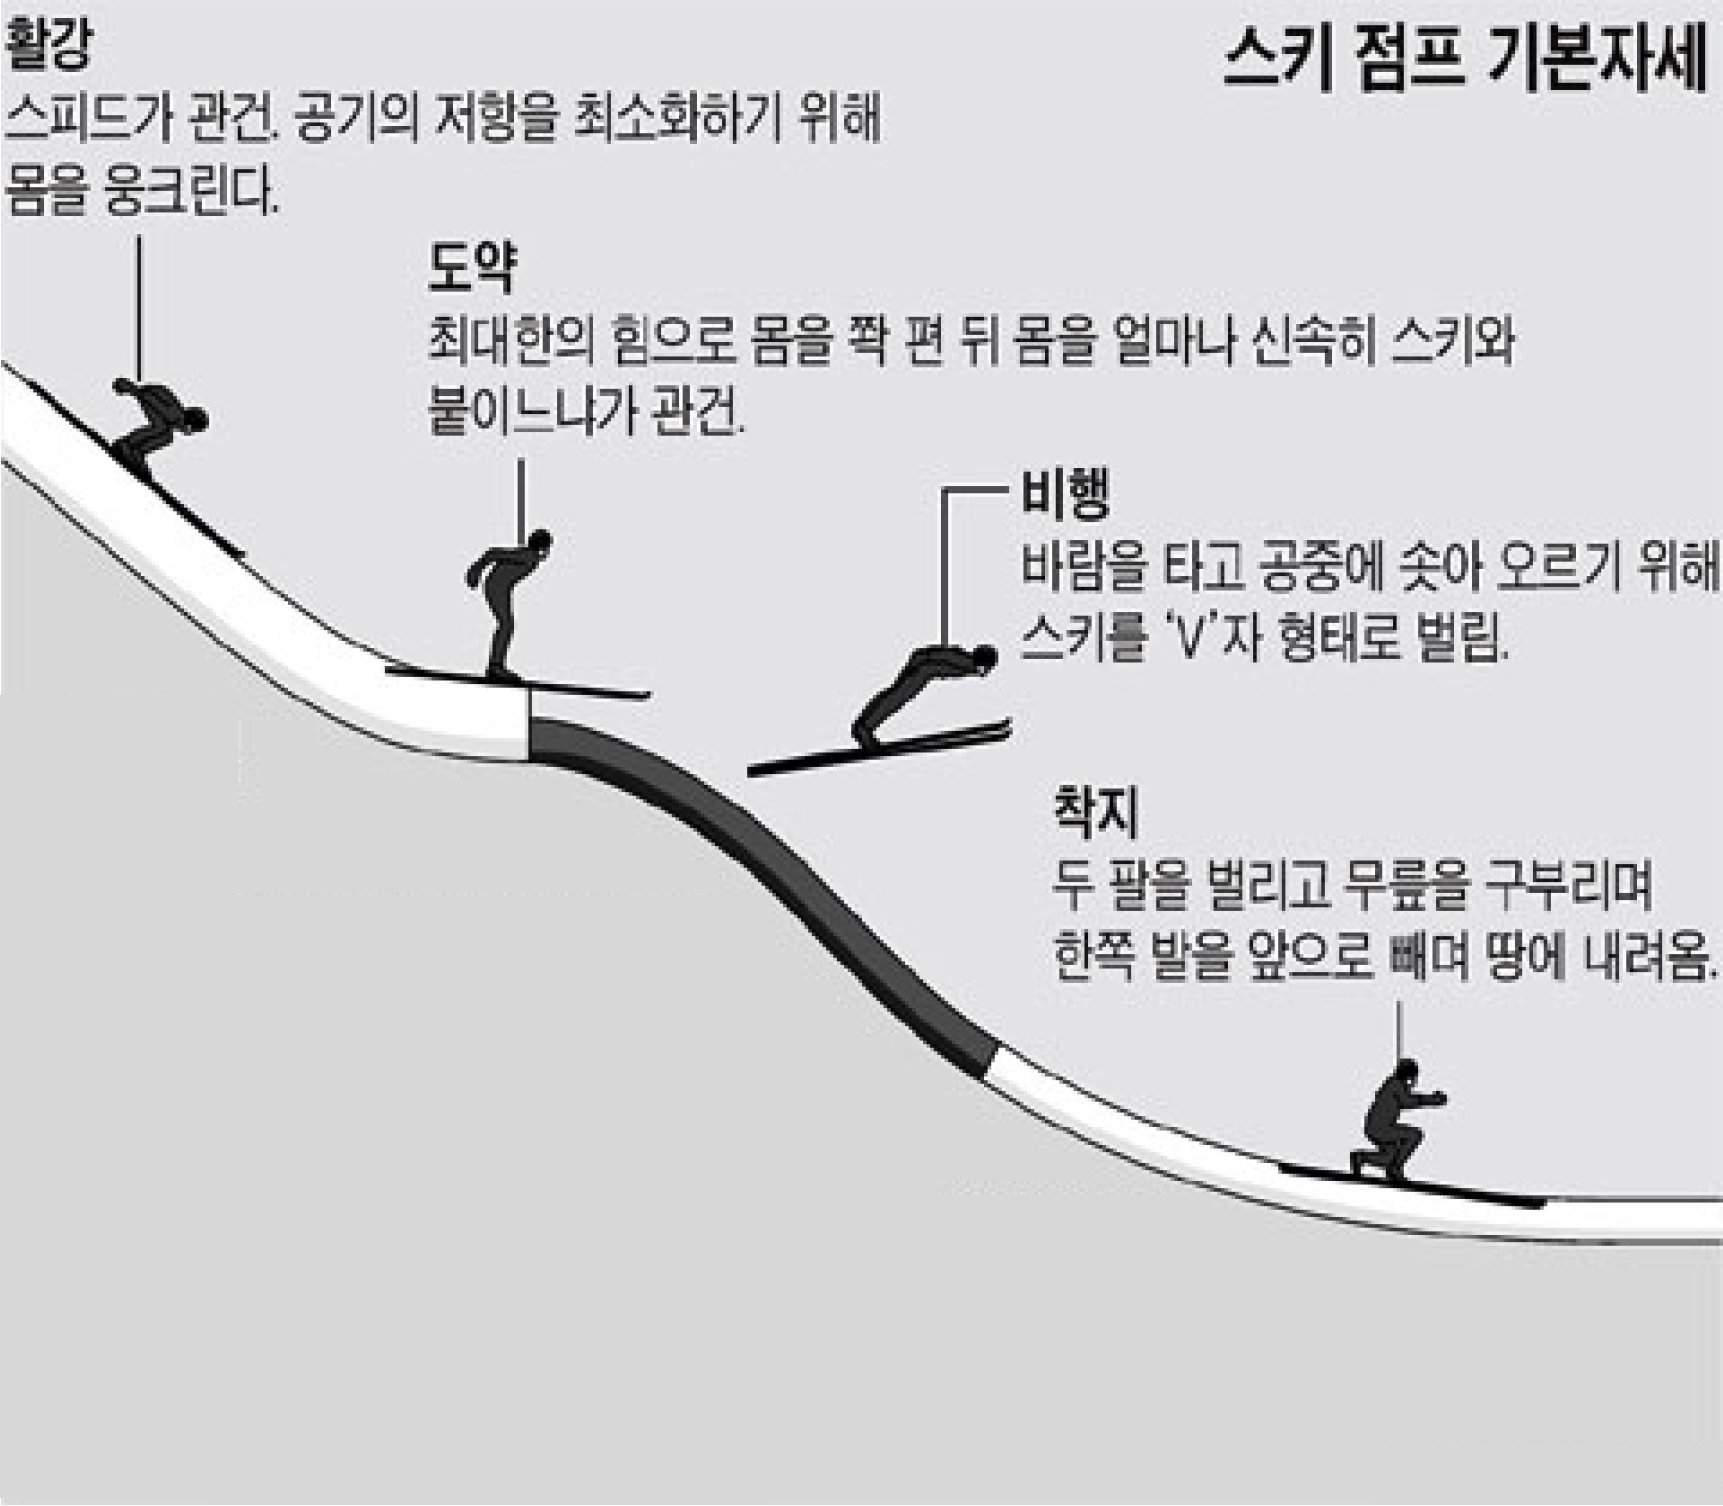 스키 점프 기본자세
활강
스피드가 관건. 공기의 저항을 최소화하기 위해
몸을 웅크린다.
도약
최대한의 힘으로 몸을 쫙 편 뒤 몸을 얼마나 신속히 스키와
붙이느냐가 관건.
비행
바람을 타고 공중에 솟아 오르기 위해
스키를 ‘V’자 형태로 벌림.
착지
두 팔을 벌리고 무릎을 구부리며
한쪽 발을 앞으로 빼며 땅에 내려옴.